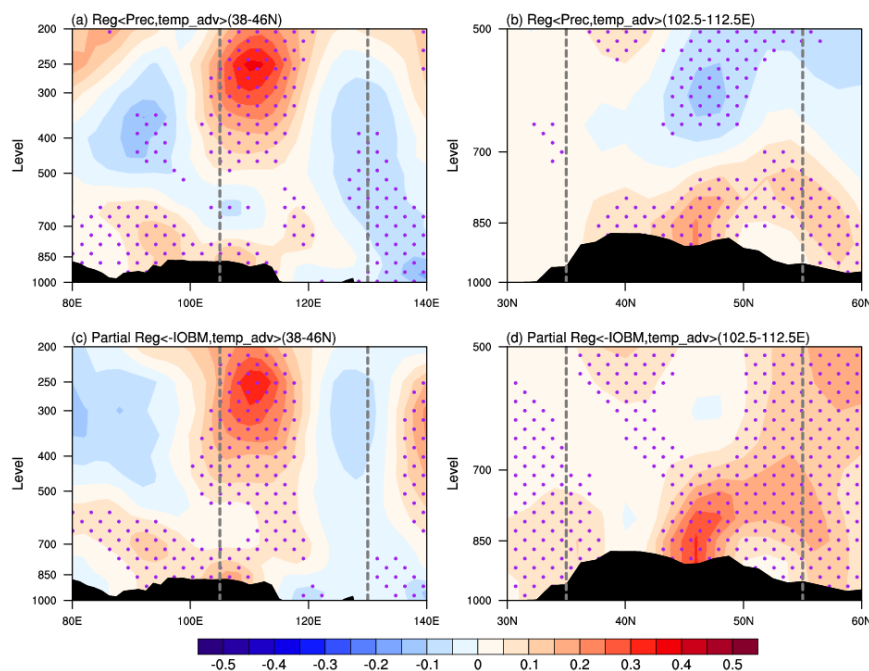 (a) Reg<Prec,temp_adv>(38-46N)
200
250
300
400
500
700
850
1000
Level
80E 100E 120E 140E
(b) Reg<Prec,temp_adv>(102.5-112.5E)
500
700
850
1000
Level
30N 40N 50N 60N
(c) Partial Reg<-IOBM,temp_adv>(38-46N)
200
250
300
400
500
700
850
1000
Level
80E 100E 120E 140E
(d) Partial Reg<-IOBM,temp_adv>(102.5-112.5E)
500
700
850
1000
Level
30N 40N 50N 60N
-0.5 -0.4 -0.3 -0.2 -0.1 0 0.1 0.2 0.3 0.4 0.5